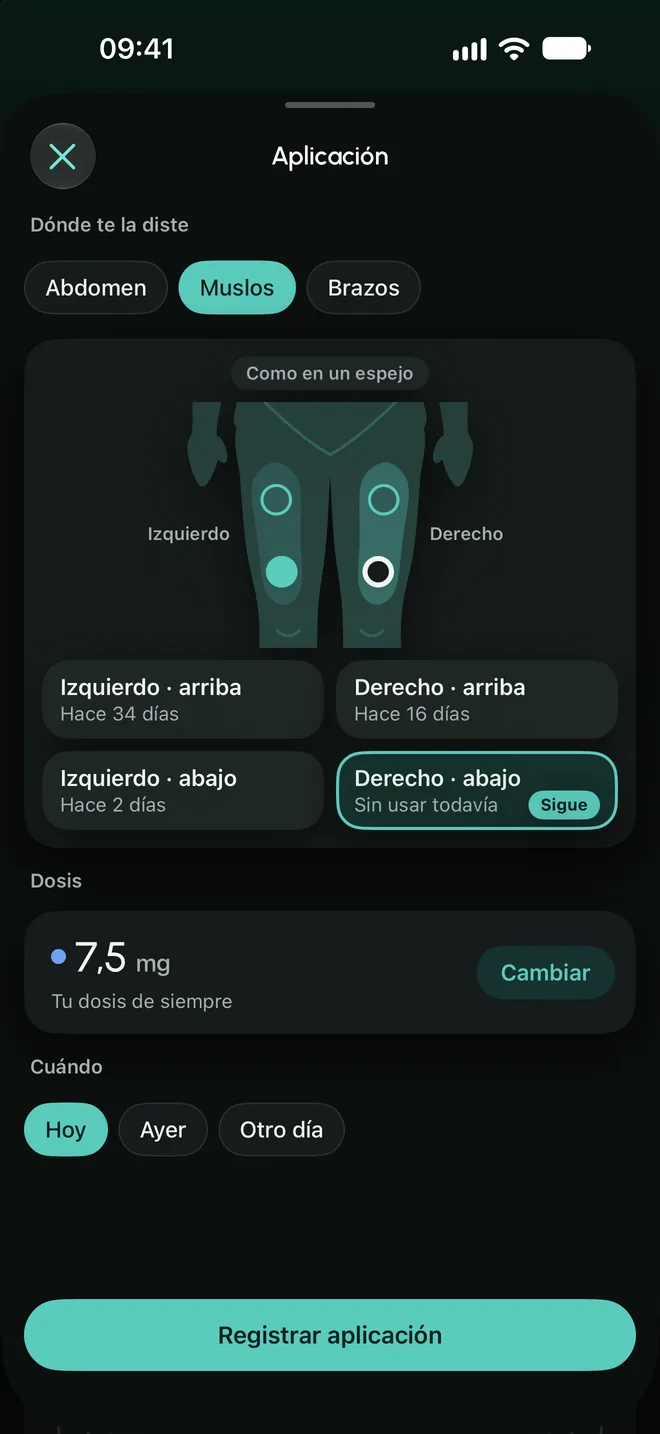 09:41
Aplicación
Dónde te la diste
Abdomen Muslos Brazos
Como en un espejo
Izquierdo Derecho
Izquierdo · arriba
Hace 34 días
Derecho · arriba
Hace 16 días
Izquierdo · abajo
Hace 2 días
Derecho · abajo
Sin usar todavía Sigue
Dosis
7,5 mg
Tu dosis de siempre
Cambiar
Cuándo
Hoy Ayer Otro día
Registrar aplicación